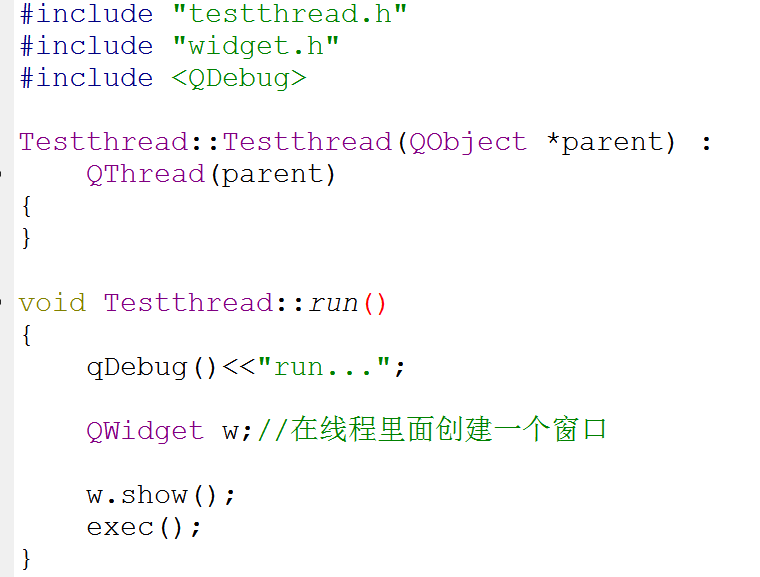 #include "testthread.h"
#include "widget.h"
#include <QDebug>
Testthread::Testthread(QObject *parent) :
    QThread(parent)
{
}
void Testthread::run()
{
    qDebug()<<"run...";
    QWidget w;//在线程里面创建一个窗口
    w.show();
    exec();
}